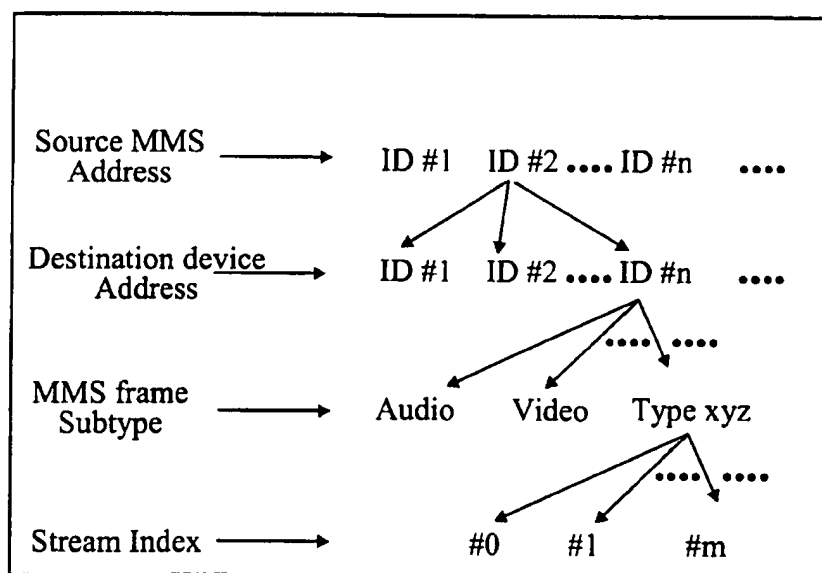 Source MMS Address → ID #1 ID #2 •••• ID #n ••••
Destination device Address → ID #1 ID #2 •••• ID #n ••••
•••• ••••
MMS frame Subtype → Audio Video Type xyz
•••• ••••
Stream Index → #0 #1 #m